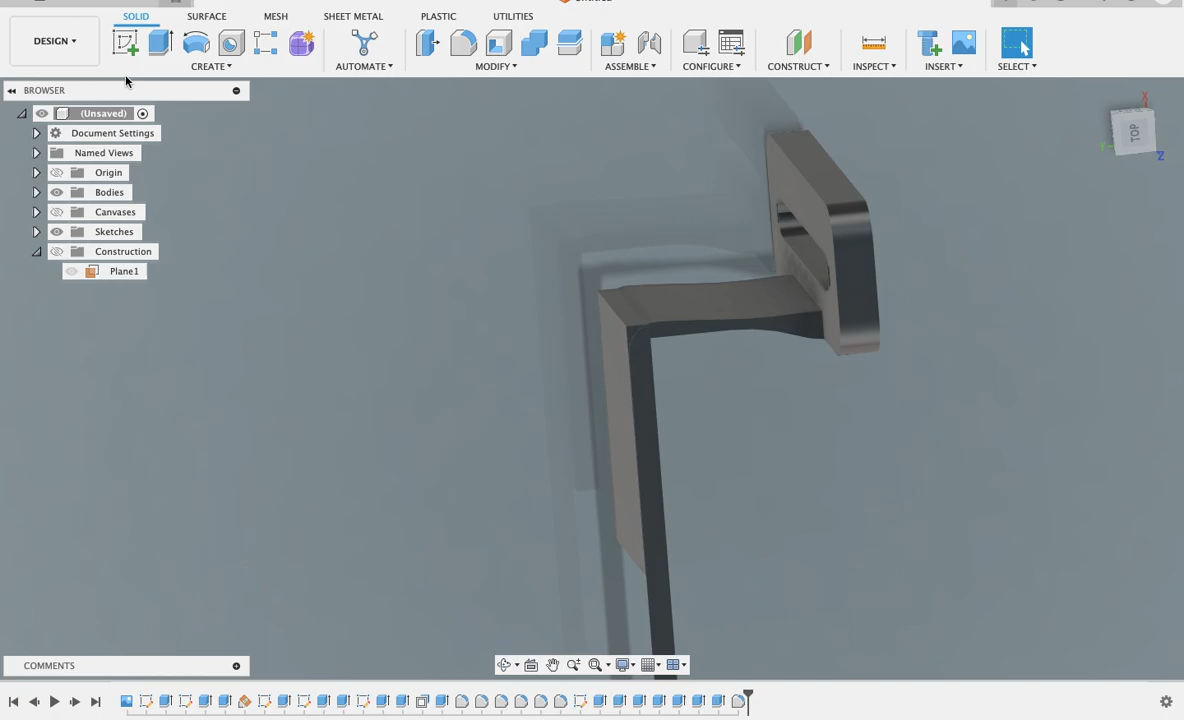 SOLID SURFACE MESH SHEET METAL PLASTIC UTILITIES
DESIGN
CREATE AUTOMATE MODIFY ASSEMBLE CONFIGURE CONSTRUCT INSPECT INSERT SELECT
BROWSER
(Unsaved)
Document Settings
Named Views
Origin
Bodies
Canvases
Sketches
Construction
Plane1
X
TOP
Y
Z
COMMENTS